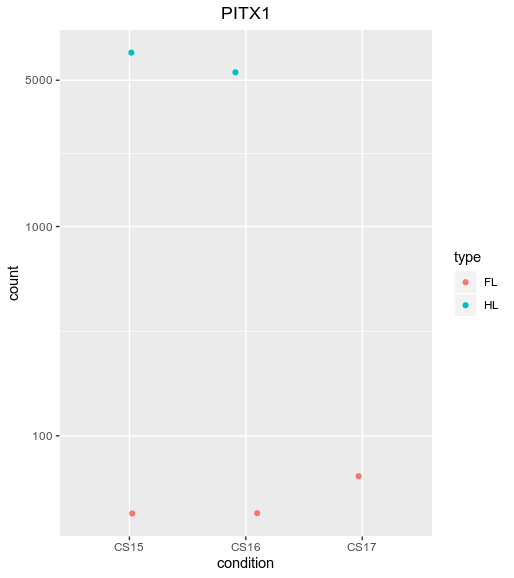 PITX1
5000
1000
100
count
CS15 CS16 CS17
condition
type
FL
HL